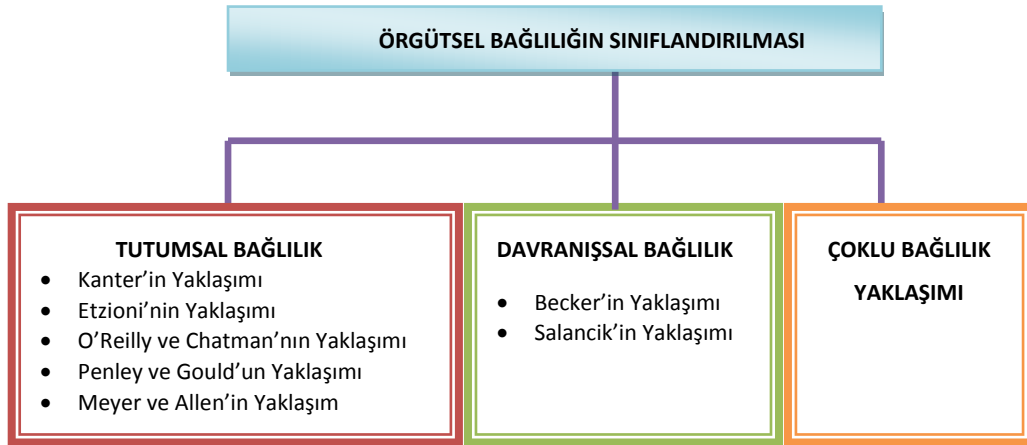 ÖRGÜTSEL BAĞLILIĞIN SINIFLANDIRILMASI
TUTUMSAL BAĞLILIK
• Kanter’in Yaklaşımı
• Etzioni’nin Yaklaşımı
• O’Reilly ve Chatman’nın Yaklaşımı
• Penley ve Gould’un Yaklaşımı
• Meyer ve Allen’in Yaklaşım
DAVRANIŞSAL BAĞLILIK
• Becker’in Yaklaşımı
• Salancik’in Yaklaşımı
ÇOKLU BAĞLILIK
YAKLAŞIMI